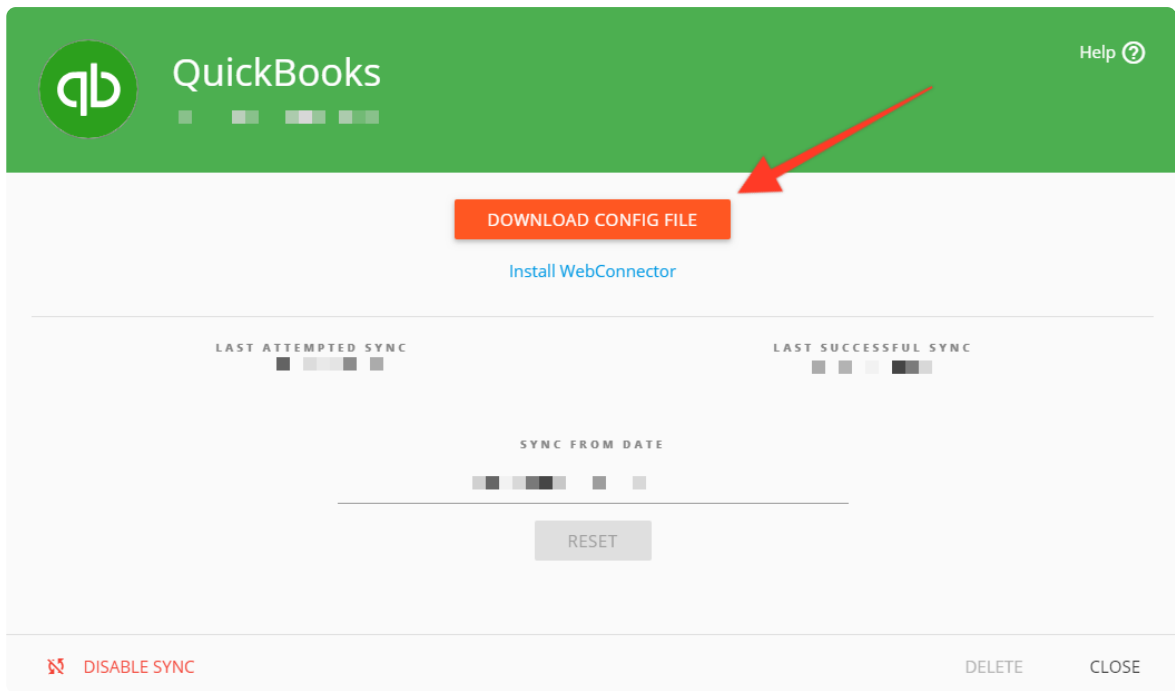 Help
qb
QuickBooks
DOWNLOAD CONFIG FILE
Install WebConnector
LAST ATTEMPTED SYNC
LAST SUCCESSFUL SYNC
SYNC FROM DATE
RESET
DISABLE SYNC
DELETE
CLOSE